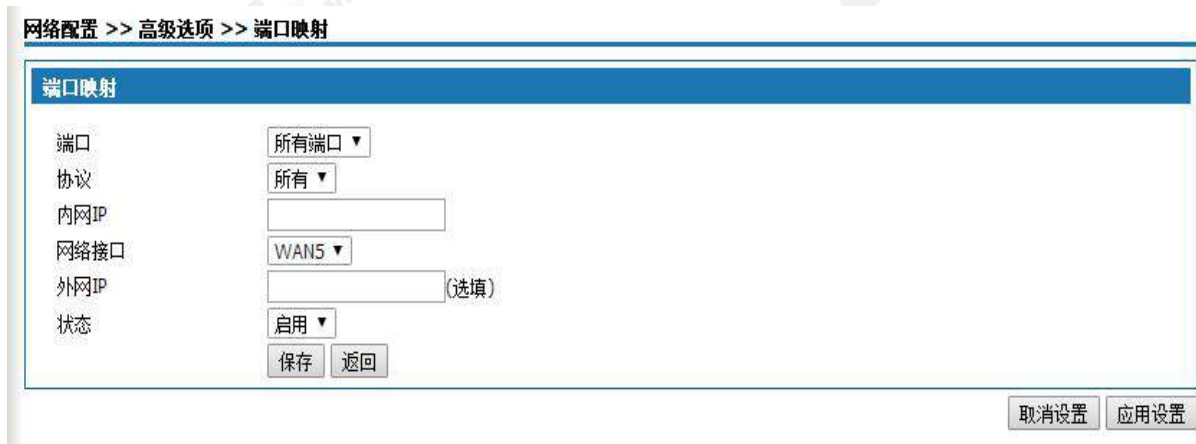 网络配置 >> 高级选项 >> 端口映射
端口映射
端口 所有端口
协议 所有
内网IP
网络接口 WAN5
外网IP (选填)
状态 启用
保存 返回
取消设置 应用设置